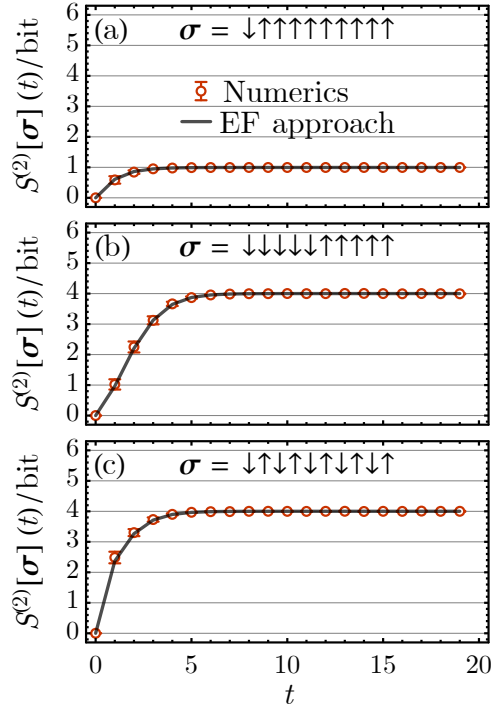 (a) σ = ↓↑↑↑↑↑↑↑↑↑
Numerics
EF approach
S⁽²⁾[σ](t)/bit
6
5
4
3
2
1
0
(b) σ = ↓↓↓↓↓↑↑↑↑↑
S⁽²⁾[σ](t)/bit
6
5
4
3
2
1
0
(c) σ = ↓↑↓↑↓↑↓↑↓↑
S⁽²⁾[σ](t)/bit
6
5
4
3
2
1
0
0 5 10 15 20
t